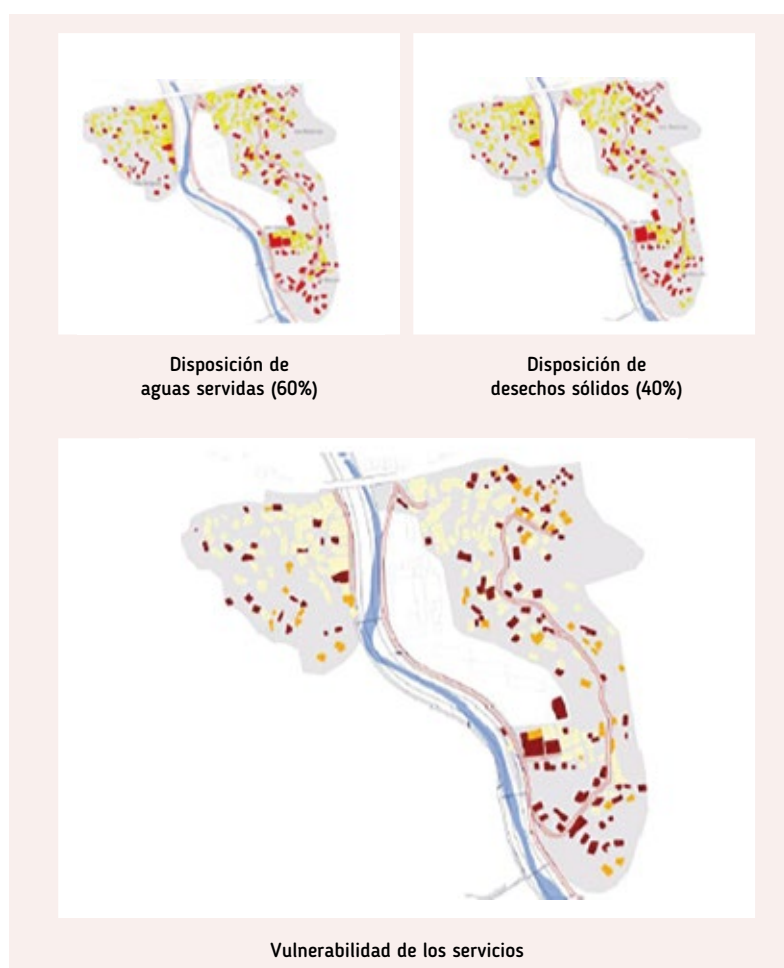 Disposición de
aguas servidas (60%)
Disposición de
desechos sólidos (40%)
Vulnerabilidad de los servicios